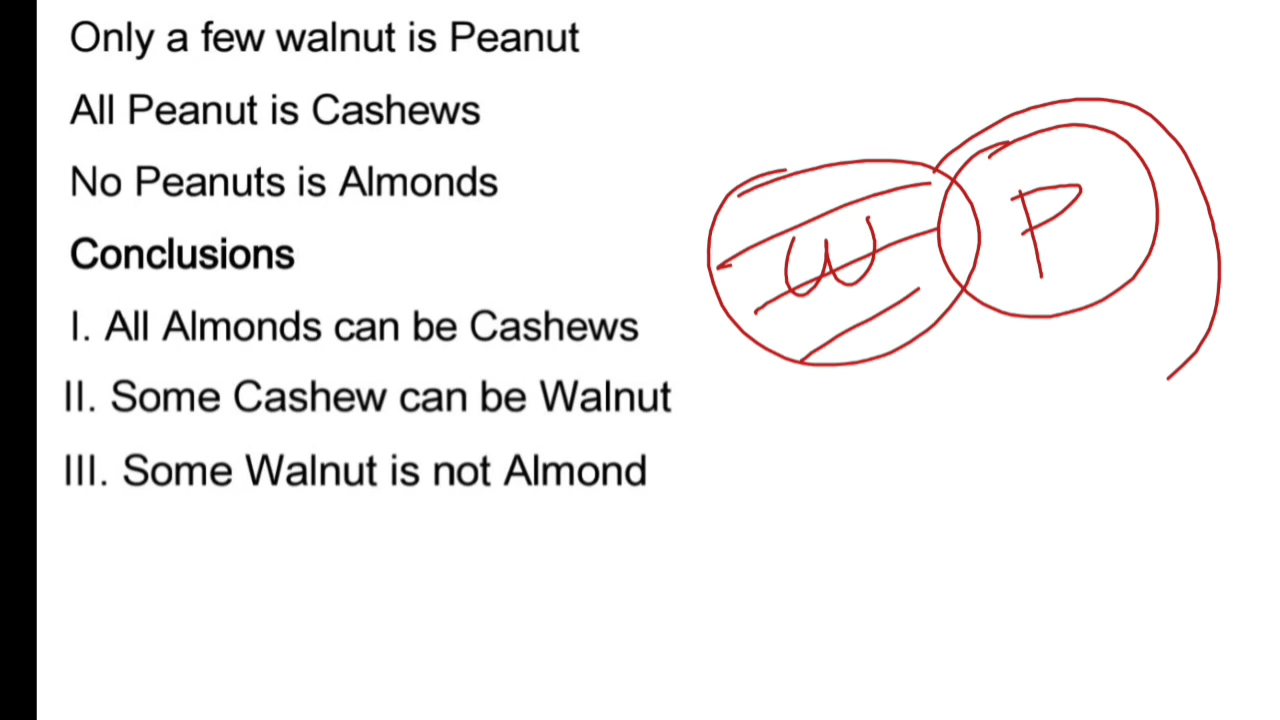 Only a few walnut is Peanut
All Peanut is Cashews
No Peanuts is Almonds
Conclusions
I. All Almonds can be Cashews
II. Some Cashew can be Walnut
III. Some Walnut is not Almond
W P